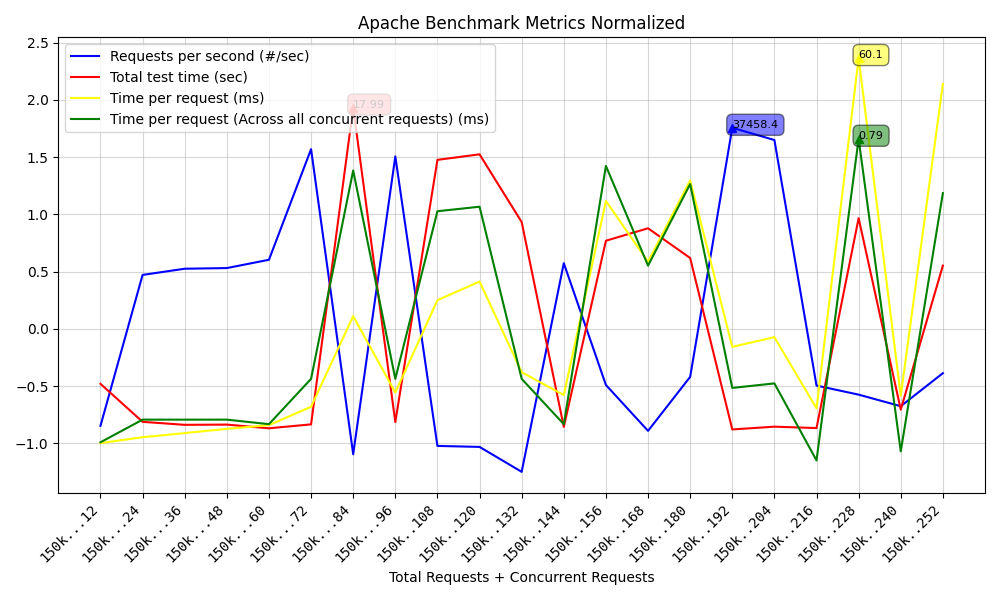 Apache Benchmark Metrics Normalized
2.5
2.0
1.5
1.0
0.5
0.0
−0.5
−1.0
Requests per second (#/sec)
Total test time (sec)
Time per request (ms)
Time per request (Across all concurrent requests) (ms)
17.99
37458.4
60.1
0.79
150k...12
150k...24
150k...36
150k...48
150k...60
150k...72
150k...84
150k...96
150k...108
150k...120
150k...132
150k...144
150k...156
150k...168
150k...180
150k...192
150k...204
150k...216
150k...228
150k...240
150k...252
Total Requests + Concurrent Requests